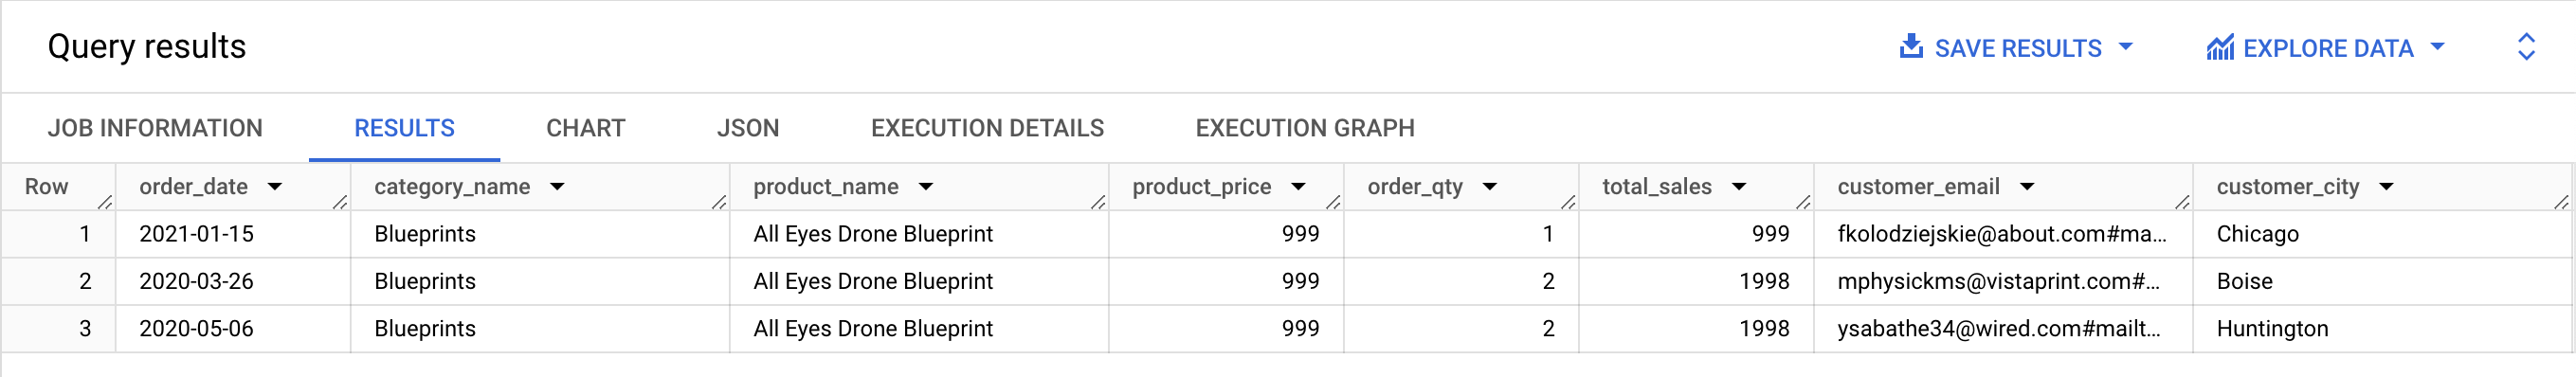 Query results SAVE RESULTS EXPLORE DATA
JOB INFORMATION RESULTS CHART JSON EXECUTION DETAILS EXECUTION GRAPH
Row order_date category_name product_name product_price order_qty total_sales customer_email customer_city
1 2021-01-15 Blueprints All Eyes Drone Blueprint 999 1 999 fkolodziejskie@about.com#ma... Chicago
2 2020-03-26 Blueprints All Eyes Drone Blueprint 999 2 1998 mphysickms@vistaprint.com#... Boise
3 2020-05-06 Blueprints All Eyes Drone Blueprint 999 2 1998 ysabathe34@wired.com#mailt... Huntington